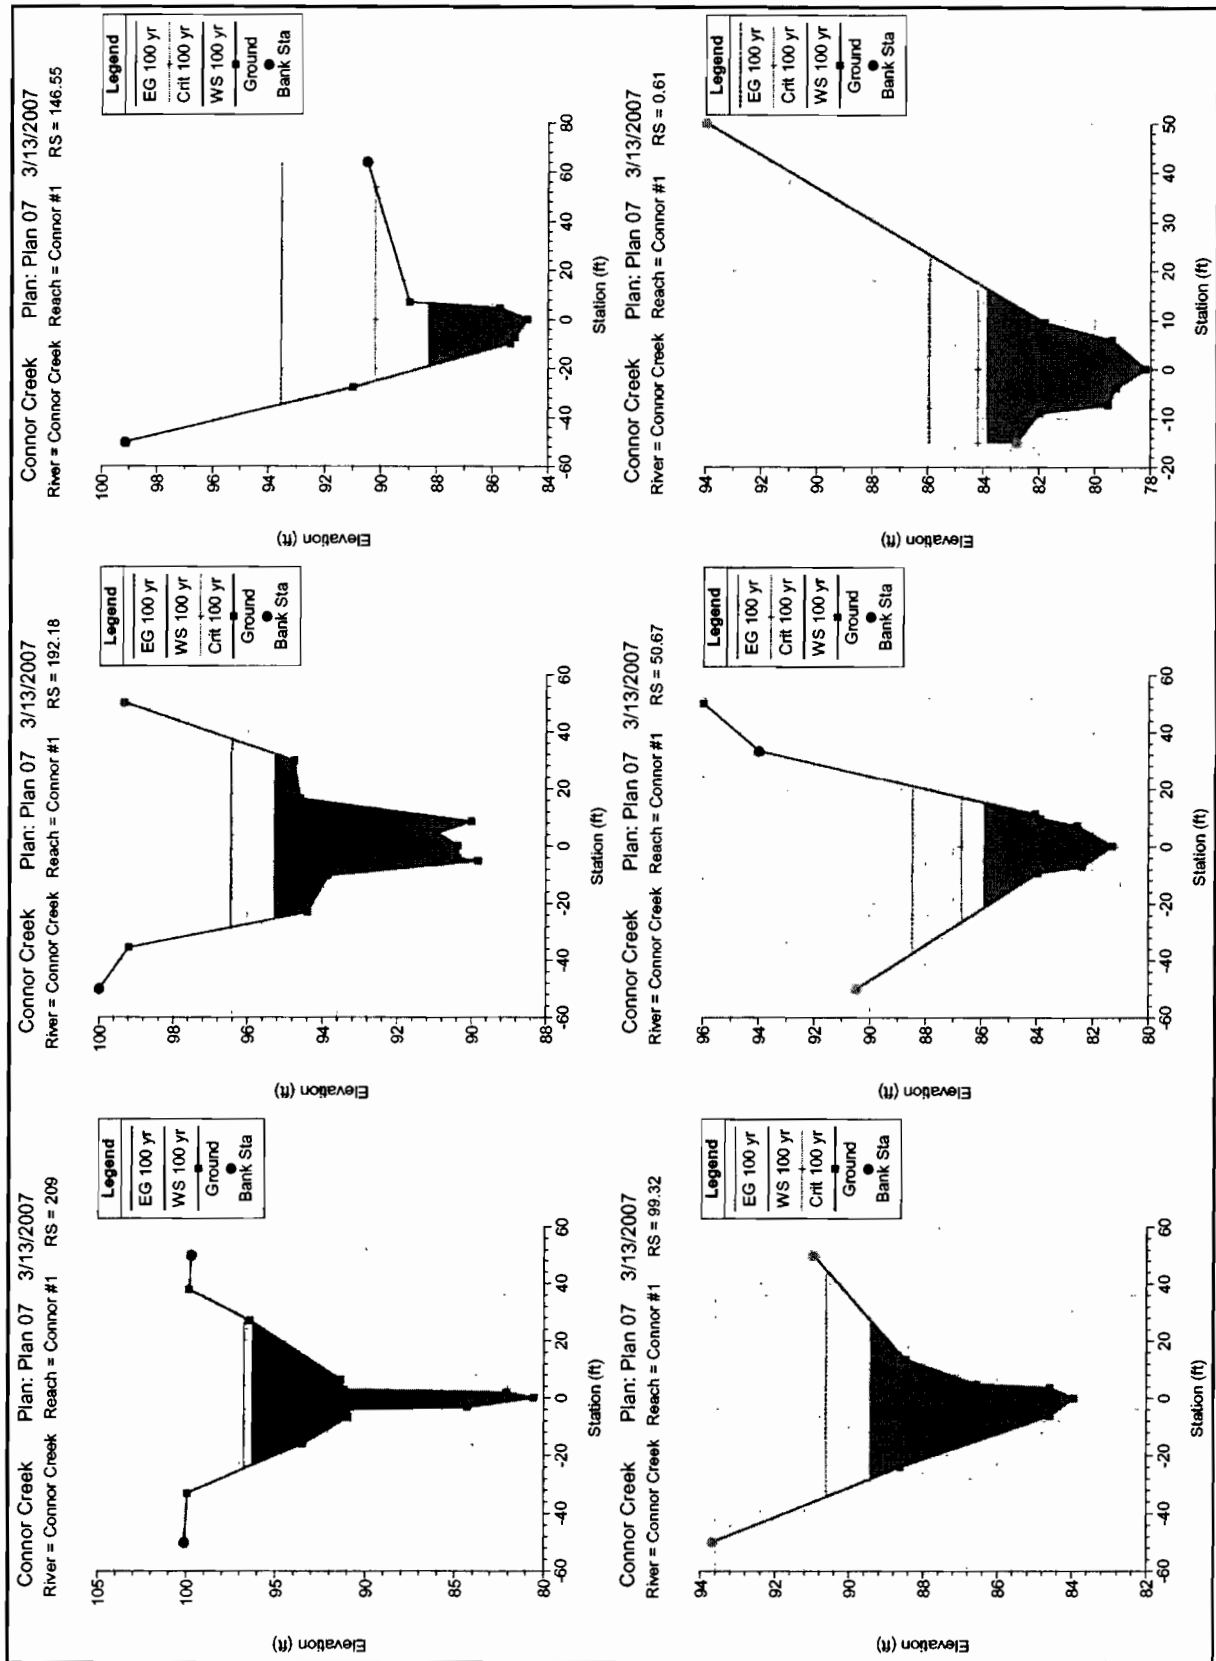 Connor Creek Plan: Plan 07 3/13/2007
River = Connor Creek Reach = Connor #1 RS = 209
Legend
EG 100 yr
WS 100 yr
Ground
Bank Sta
Elevation (ft)
105
100
95
90
85
80
-60
-40
-20
0
20
40
60
Station (ft)
Connor Creek Plan: Plan 07 3/13/2007
River = Connor Creek Reach = Connor #1 RS = 192.18
Legend
EG 100 yr
WS 100 yr
Crit 100 yr
Ground
Bank Sta
Elevation (ft)
100
98
96
94
92
90
88
-60
-40
-20
0
20
40
60
Station (ft)
Connor Creek Plan: Plan 07 3/13/2007
River = Connor Creek Reach = Connor #1 RS = 146.55
Legend
EG 100 yr
Crit 100 yr
WS 100 yr
Ground
Bank Sta
Elevation (ft)
100
98
96
94
92
90
88
86
84
-60
-40
-20
0
20
40
60
80
Station (ft)
Connor Creek Plan: Plan 07 3/13/2007
River = Connor Creek Reach = Connor #1 RS = 99.32
Legend
EG 100 yr
WS 100 yr
Crit 100 yr
Ground
Bank Sta
Elevation (ft)
94
92
90
88
86
84
82
-60
-40
-20
0
20
40
60
Station (ft)
Connor Creek Plan: Plan 07 3/13/2007
River = Connor Creek Reach = Connor #1 RS = 50.67
Legend
EG 100 yr
Crit 100 yr
WS 100 yr
Ground
Bank Sta
Elevation (ft)
96
94
92
90
88
86
84
82
80
-60
-40
-20
0
20
40
60
Station (ft)
Connor Creek Plan: Plan 07 3/13/2007
River = Connor Creek Reach = Connor #1 RS = 0.61
Legend
EG 100 yr
Crit 100 yr
WS 100 yr
Ground
Bank Sta
Elevation (ft)
94
92
90
88
86
84
82
80
78
-20
-10
0
10
20
30
40
50
Station (ft)